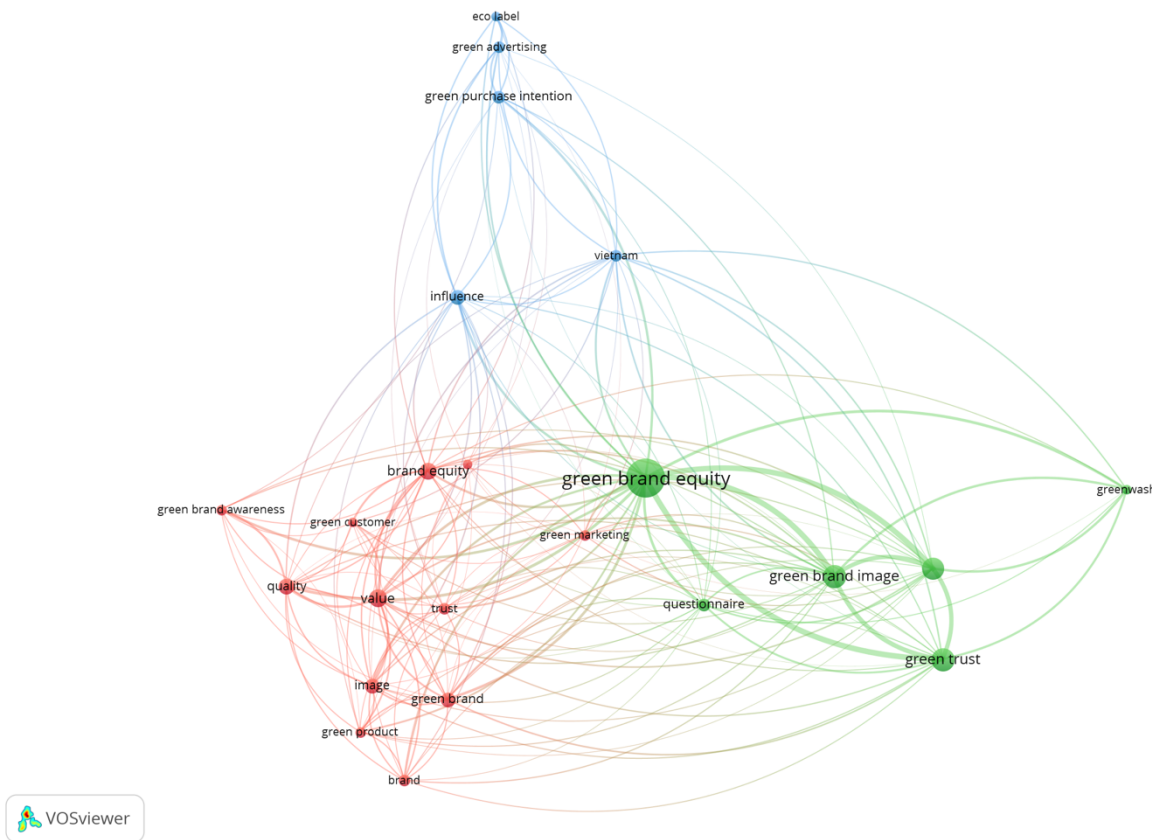 eco label
green advertising
green purchase intention
vietnam
influence
brand equity
green brand equity
greenwash
green brand awareness
green customer
green marketing
green brand image
quality
value
trust
questionnaire
green trust
image
green brand
green product
brand
VOSviewer